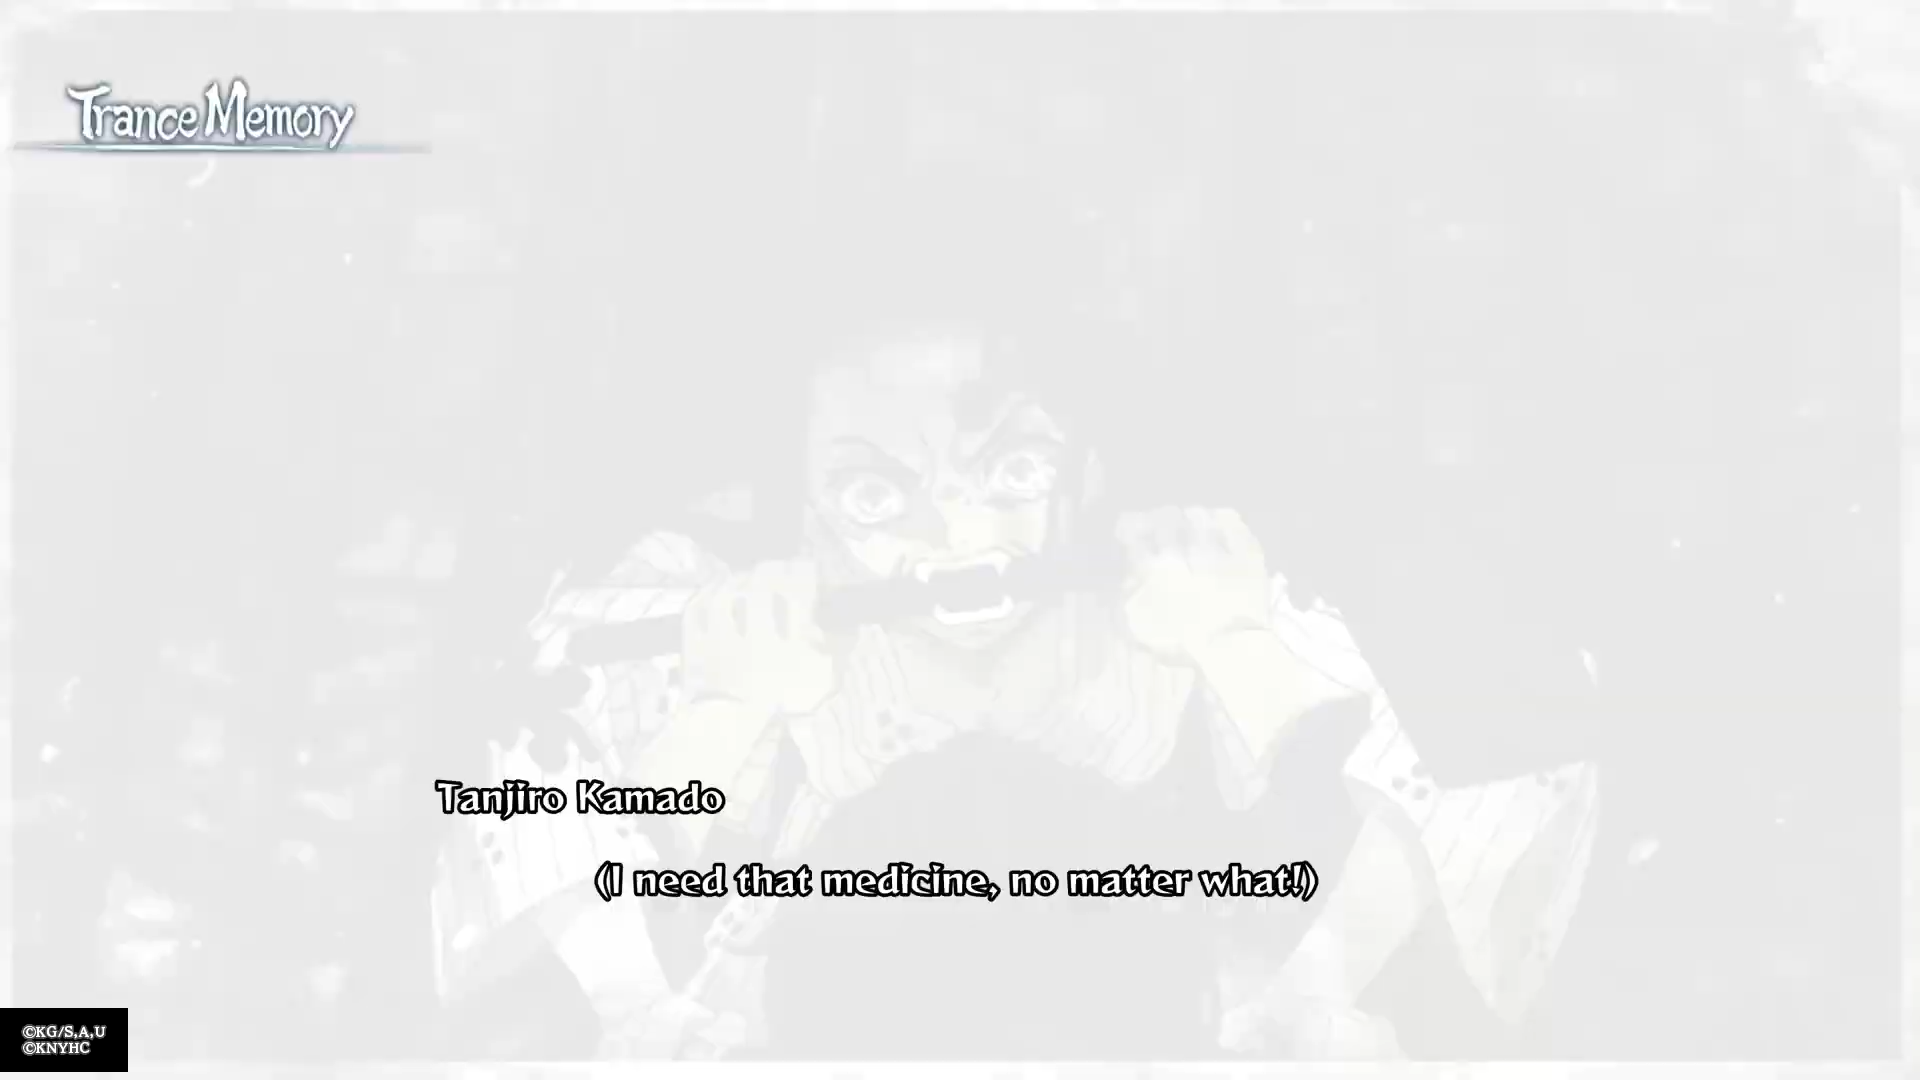 Trance Memory
Tanjiro Kamado
(I need that medicine, no matter what!)
©KG/S,A,U
©KNYHC